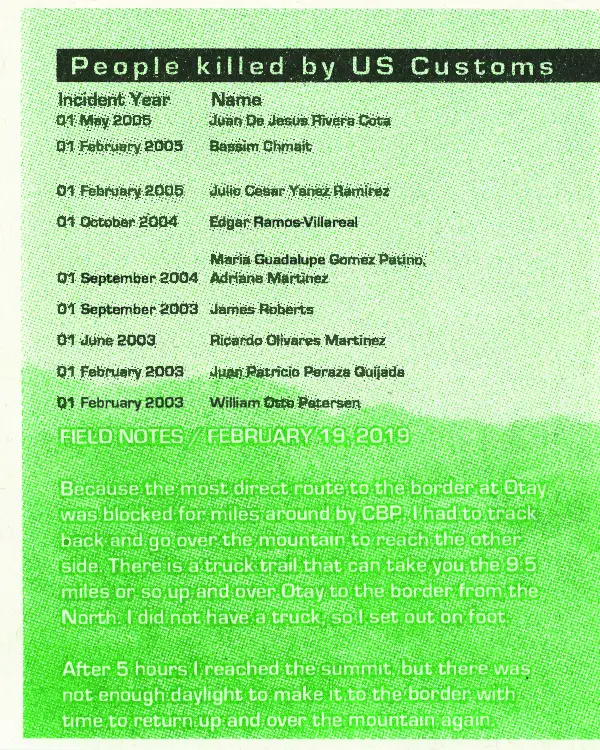 People killed by US Customs
Incident Year Name
01 May 2005 Juan De Jesus Rivera Cota
01 February 2005 Bassim Chmait
01 February 2005 Julio Cesar Yanez Ramirez
01 October 2004 Edgar Ramos-Villareal
Maria Guadalupe Gomez Patino,
01 September 2004 Adriana Martinez
01 September 2003 James Roberts
01 June 2003 Ricardo Olivares Martinez
01 February 2003 Juan Patricio Peraza Quijada
01 February 2003 William Otto Petersen
FIELD NOTES / FEBRUARY 19, 2019
Because the most direct route to the border at Otay
was blocked for miles around by CBP, I had to track
back and go over the mountain to reach the other
side. There is a truck trail that can take you the 9.5
miles or so up and over Otay to the border from the
North. I did not have a truck, so I set out on foot.
After 5 hours I reached the summit, but there was
not enough daylight to make it to the border with
time to return up and over the mountain again.